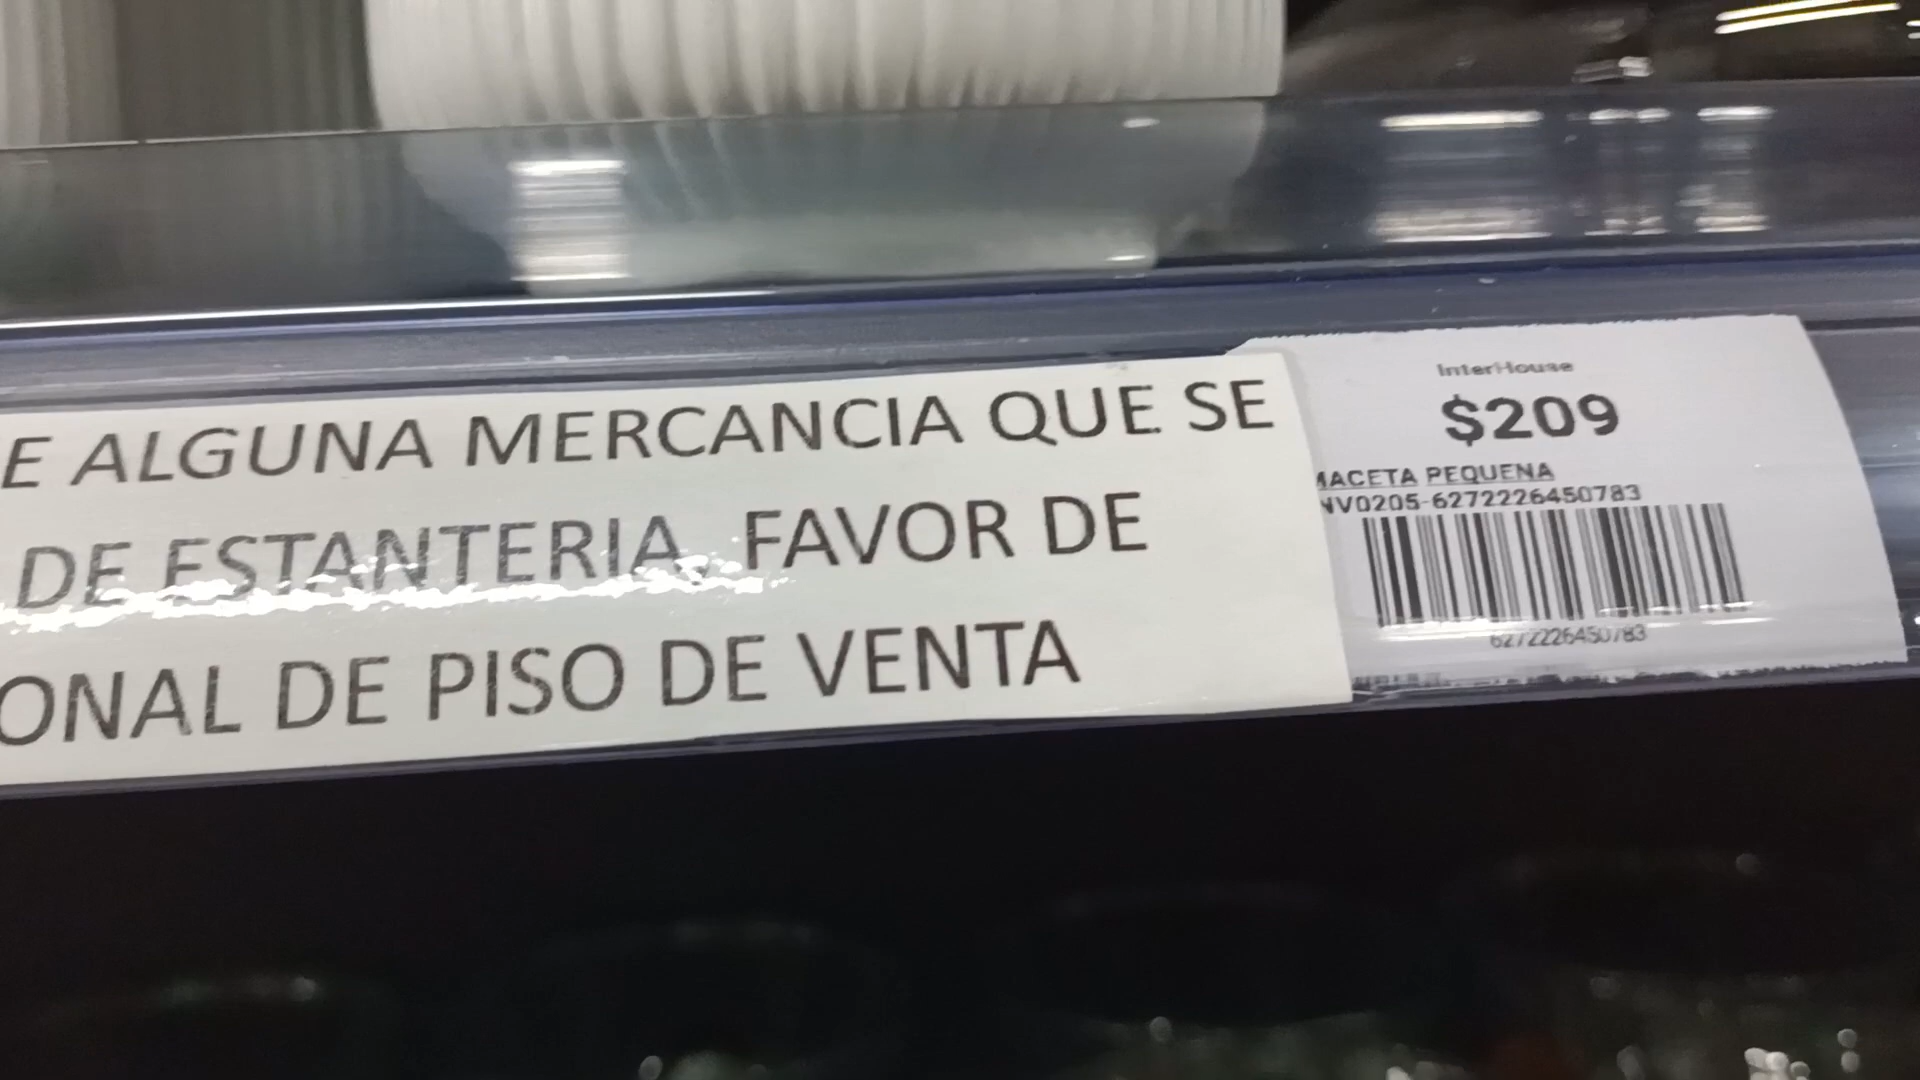 E ALGUNA MERCANCIA QUE SE
DE ESTANTERIA, FAVOR DE
ONAL DE PISO DE VENTA
InterHouse
$209
MACETA PEQUENA
NV0205-6272226450783
6272226450783